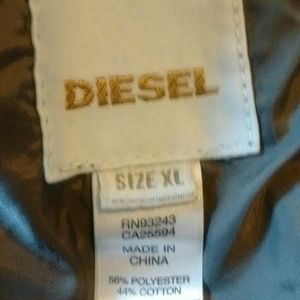 DIESEL
SIZE XL
RN93243
CA25594
MADE IN
CHINA
56% POLYESTER
44% COTTON